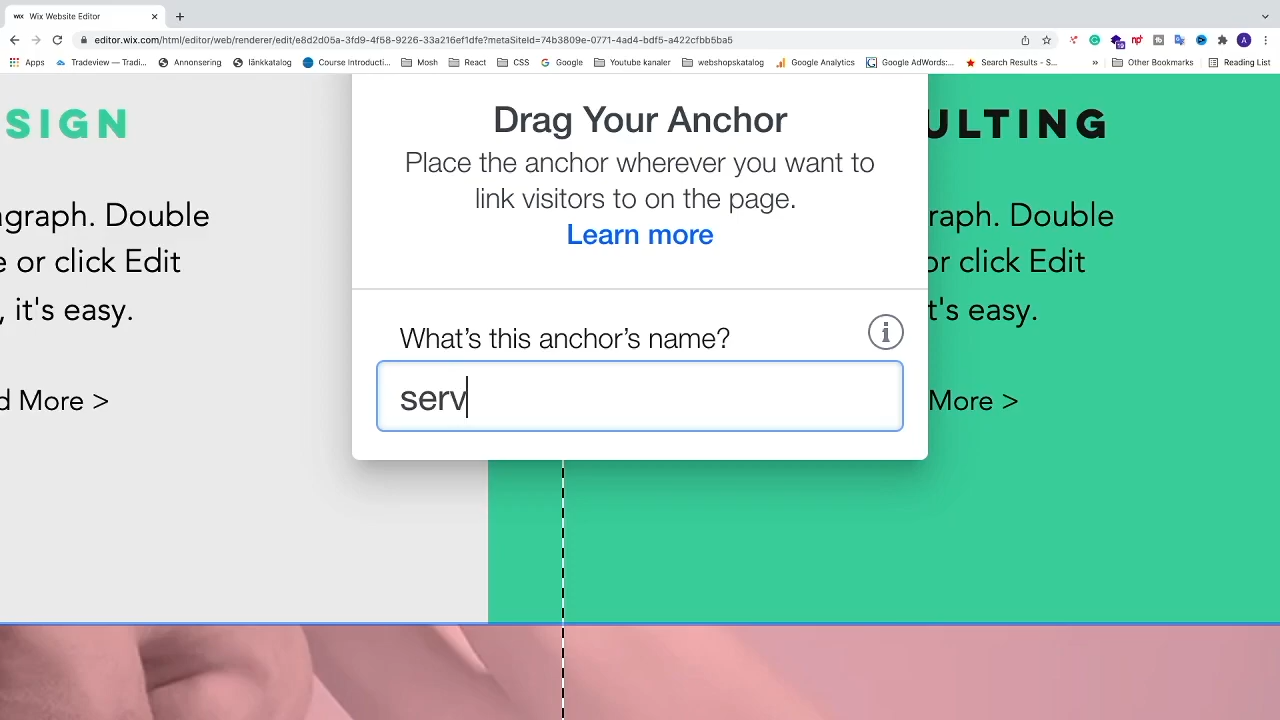 WiX Wix Website Editor
editor.wix.com/html/editor/web/renderer/edit/e8d2d05a-3fd9-4f58-9226-33a216ef1dfe?metaSiteId=74b3809e-0771-4ad4-bdf5-a422cfbb5ba5 A
Apps Tradeview — Tradi... Annonsering länkkatalog Course Introducti... Mosh React CSS Google Youtube kanaler webshopskatalog Google Analytics Google AdWords:... Search Results - S... » Other Bookmarks Reading List
SIGN
agraph. Double
e or click Edit
, it's easy.
d More >
Drag Your Anchor
Place the anchor wherever you want to
link visitors to on the page.
Learn more
What's this anchor's name?
serv
ULTING
raph. Double
or click Edit
t's easy.
More >